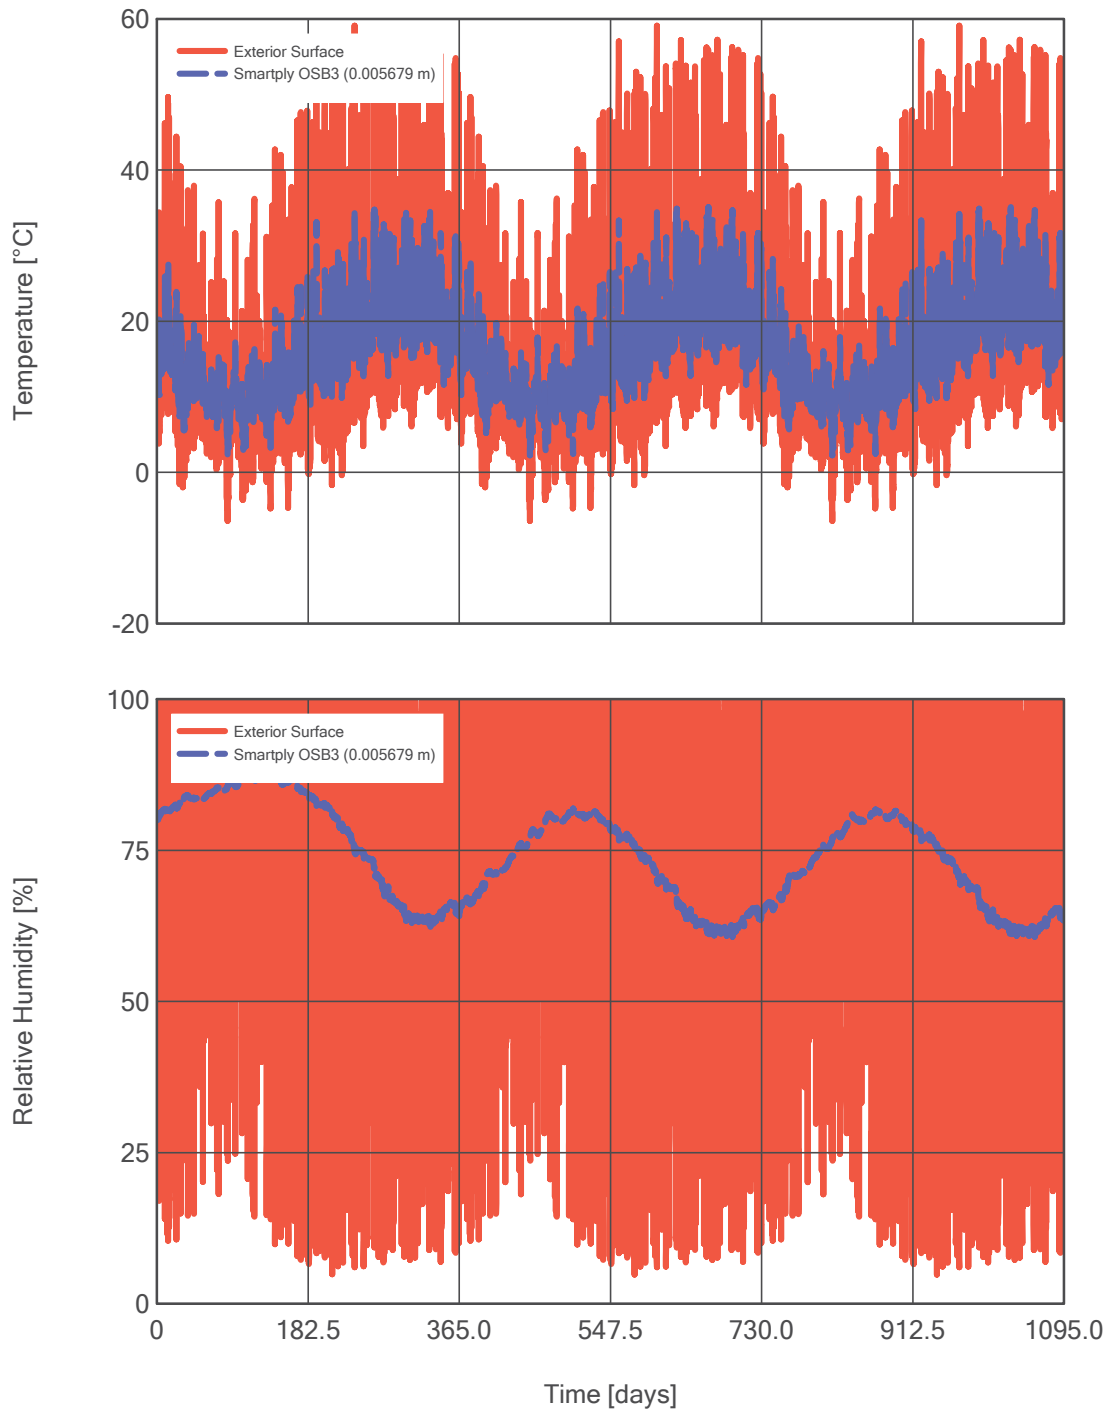 60
Exterior Surface
Smartply OSB3 (0.005679 m)
40
Temperature [°C]
20
0
-20
100
Exterior Surface
Smartply OSB3 (0.005679 m)
75
Relative Humidity [%]
50
25
0
0 182.5 365.0 547.5 730.0 912.5 1095.0
Time [days]